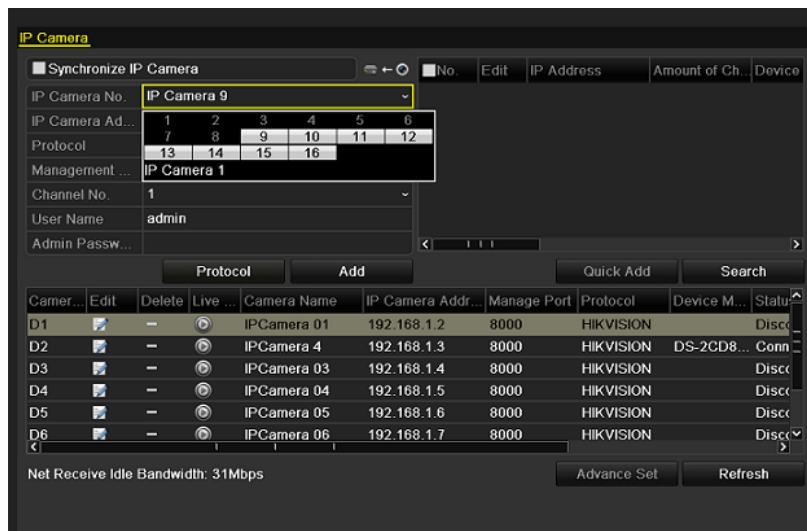 IP Camera
Synchronize IP Camera
No. Edit IP Address Amount of Ch... Device
IP Camera No. IP Camera 9
IP Camera Ad...
1 2 3 4 5 6
7 8 9 10 11 12
Protocol
13 14 15 16
Management ... IP Camera 1
Channel No. 1
User Name admin
Admin Passw...
Protocol Add Quick Add Search
Camer... Edit Delete Live ... Camera Name IP Camera Addr... Manage Port Protocol Device M... Statu
D1 IPCamera 01 192.168.1.2 8000 HIKVISION Disco
D2 IPCamera 4 192.168.1.3 8000 HIKVISION DS-2CD8... Conn
D3 IPCamera 03 192.168.1.4 8000 HIKVISION Disco
D4 IPCamera 04 192.168.1.5 8000 HIKVISION Disco
D5 IPCamera 05 192.168.1.6 8000 HIKVISION Disco
D6 IPCamera 06 192.168.1.7 8000 HIKVISION Disco
Net Receive Idle Bandwidth: 31Mbps Advance Set Refresh